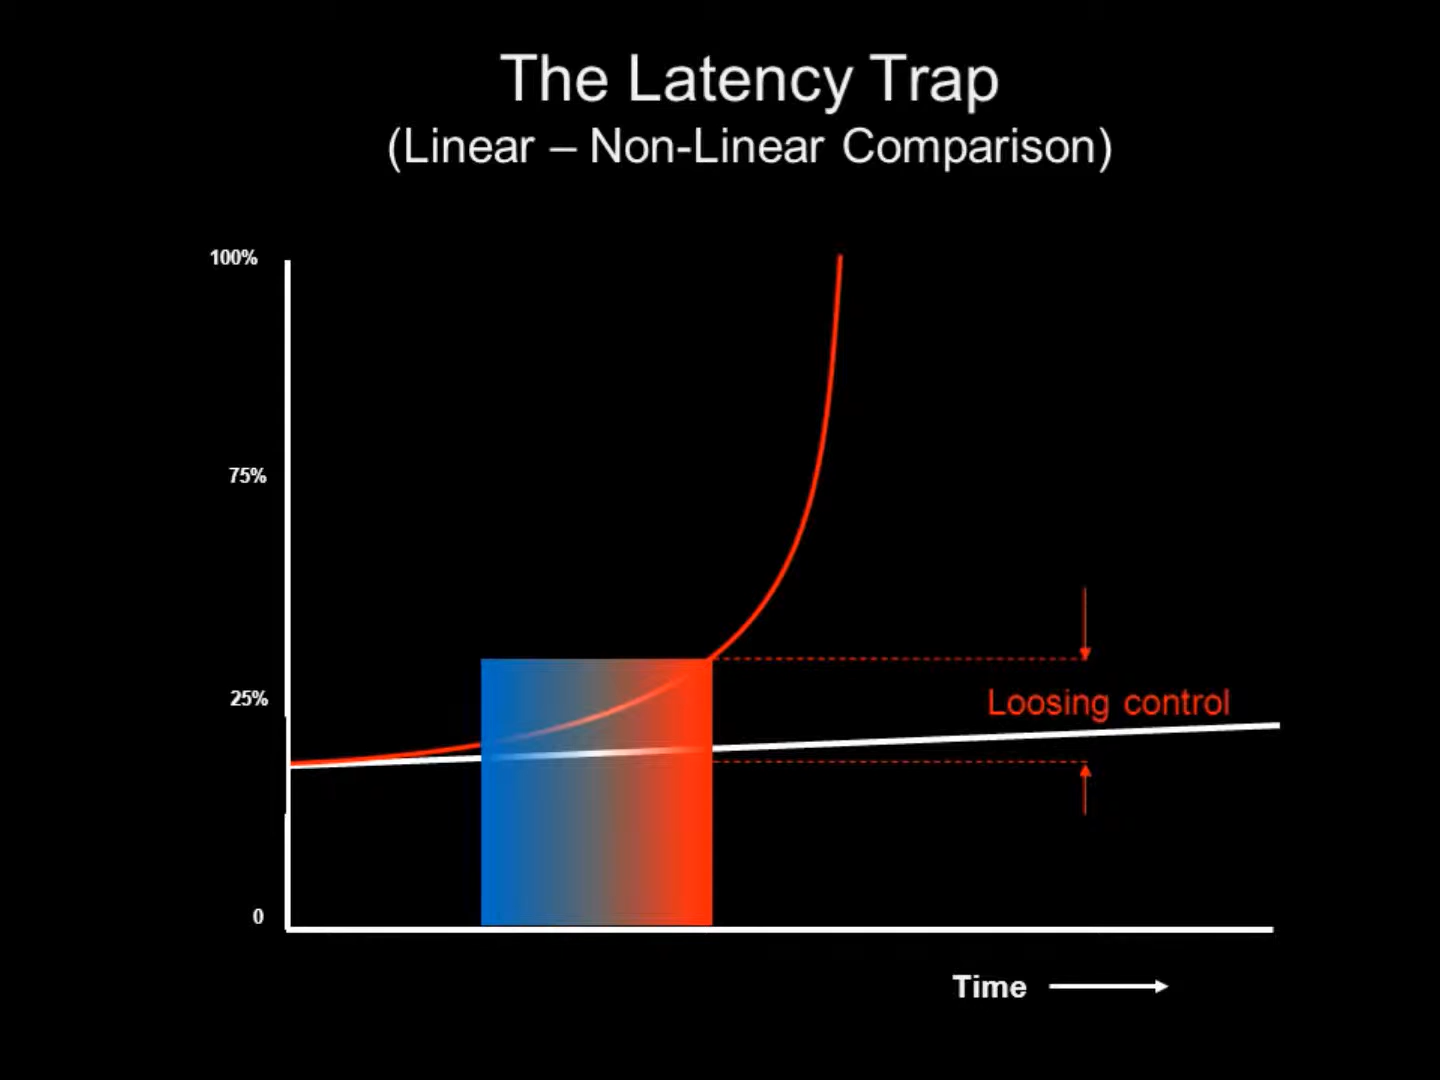 The Latency Trap
(Linear – Non-Linear Comparison)
100%
75%
25%
Loosing control
0
Time